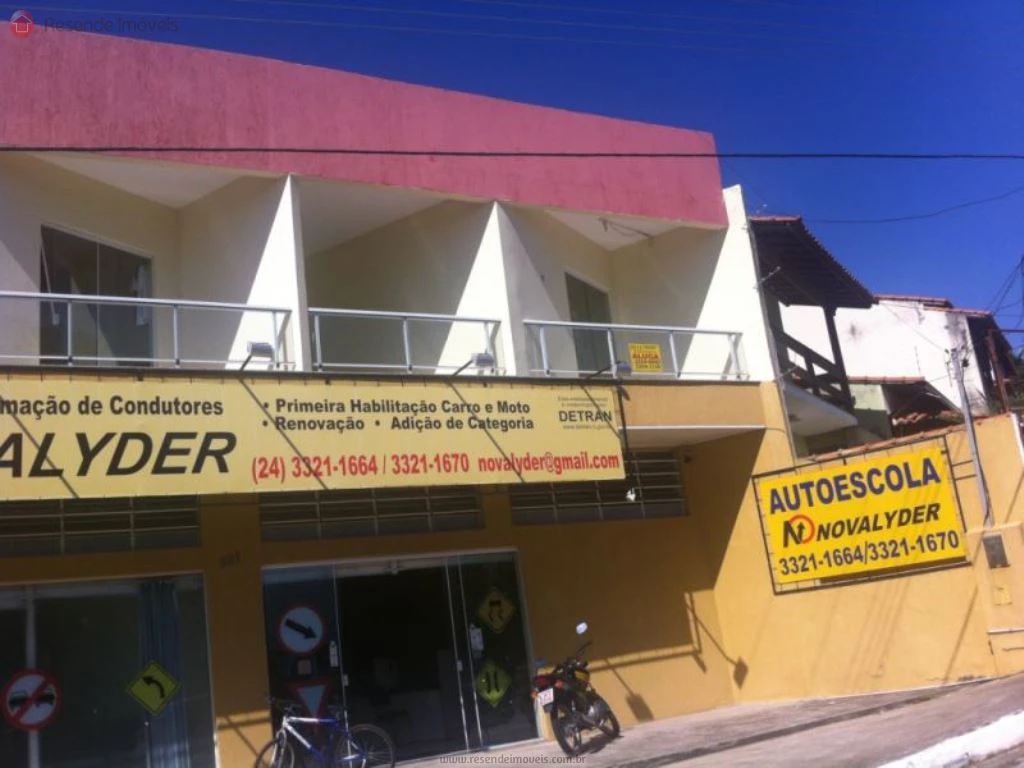 Resende Imóveis
mação de Condutores
ALYDER
• Primeira Habilitação Carro e Moto
• Renovação • Adição de Categoria
DETRAN
(24) 3321-1664 / 3321-1670 novalyder@gmail.com
ALUGA
AUTOESCOLA
NOVALYDER
3321-1664/3321-1670
www.resendeimoveis.com.br